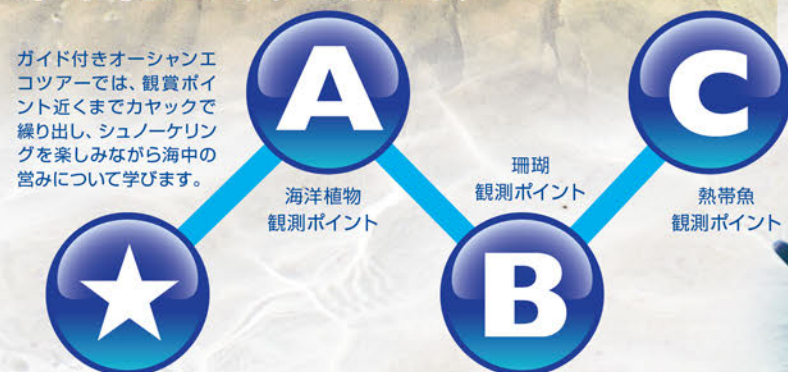 ガイド付きオーシャンエ
コツアーでは、観賞ポイ
ント近くまでカヤックで
繰り出し、シュノーケリン
グを楽しみながら海中の
営みについて学びます。
A
海洋植物
観測ポイント
珊瑚
観測ポイント
B
C
熱帯魚
観測ポイント